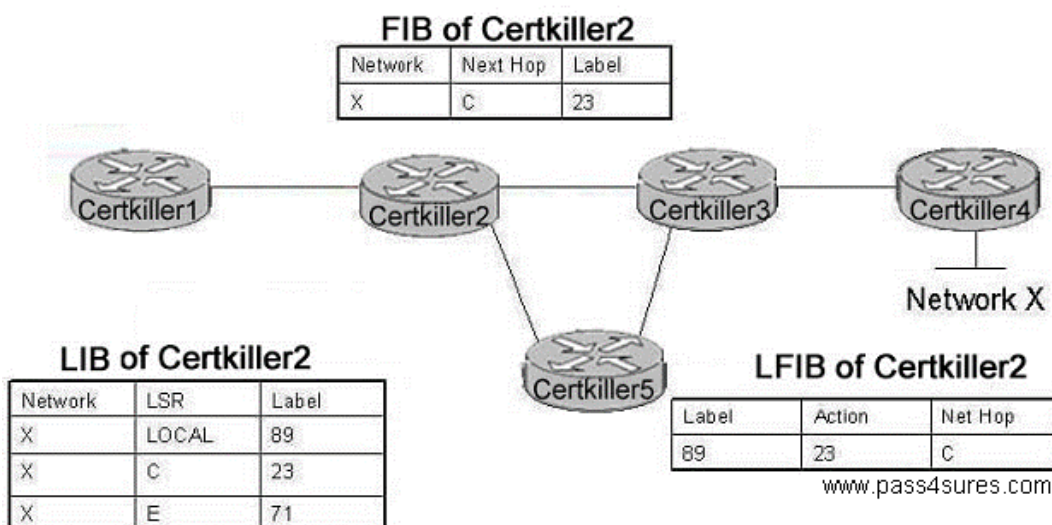 FIB of Certkiller2
Network Next Hop Label
X C 23
Certkiller1
Certkiller2
Certkiller3
Certkiller4
Network X
Certkiller5
LIB of Certkiller2
Network LSR Label
X LOCAL 89
X C 23
X E 71
LFIB of Certkiller2
Label Action Net Hop
89 23 C
www.pass4sures.com